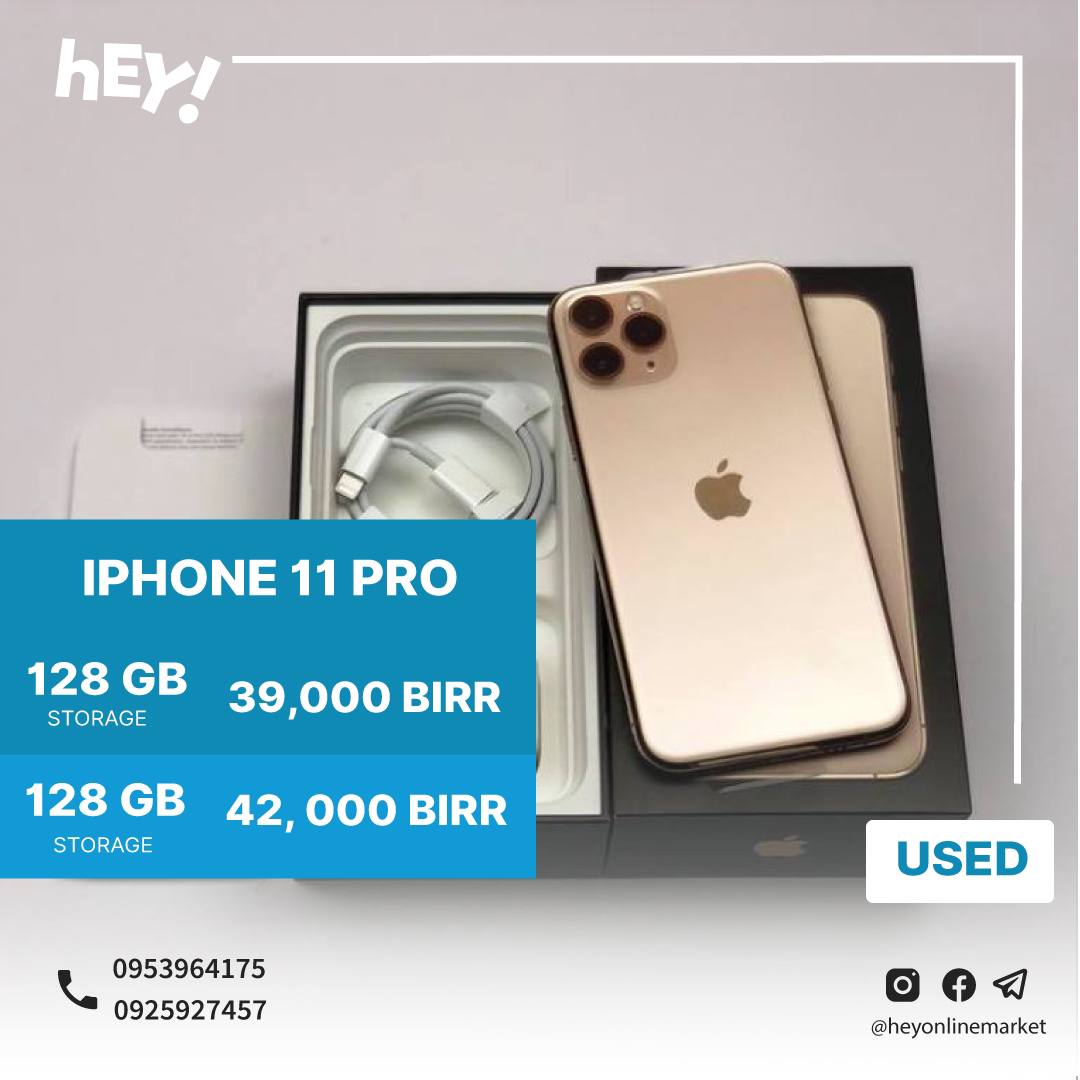 hEY!
IPHONE 11 PRO
128 GB
STORAGE
39,000 BIRR
128 GB
STORAGE
42, 000 BIRR
USED
0953964175
0925927457
@heyonlinemarket